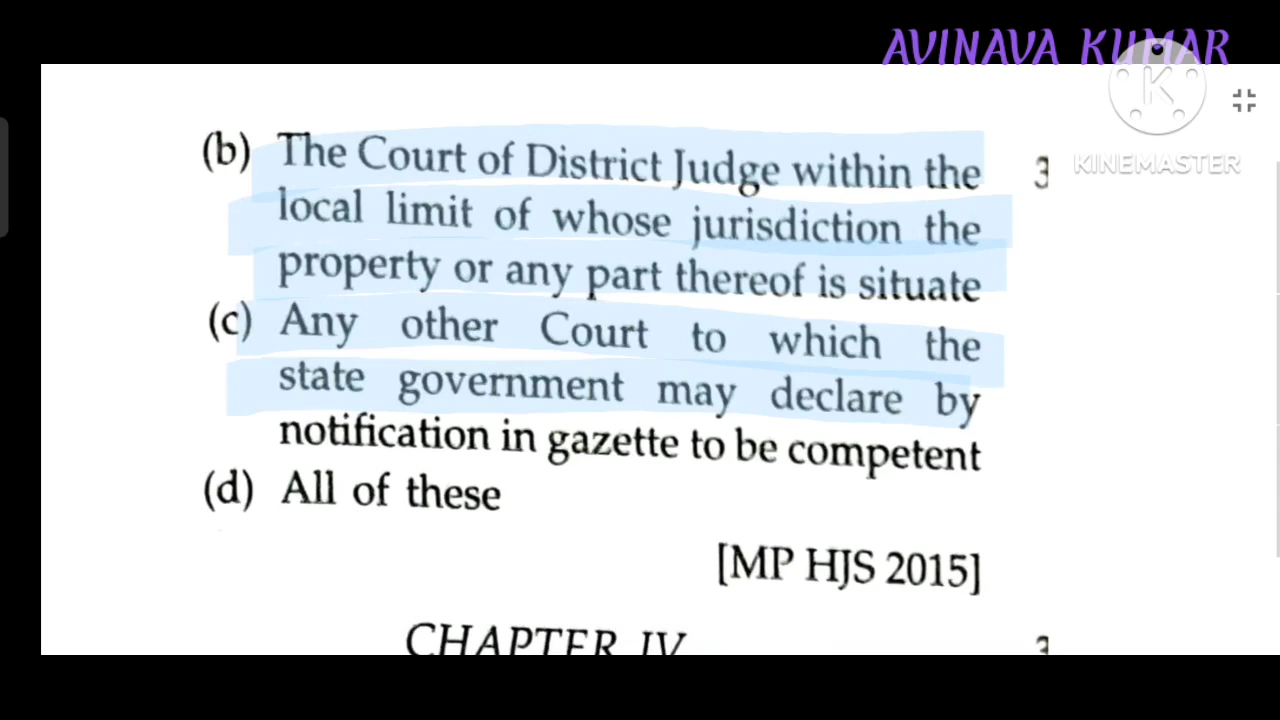 AVINAVA KUMAR
K
KINEMASTER
(b) The Court of District Judge within the
local limit of whose jurisdiction the
property or any part thereof is situate
(c) Any other Court to which the
state government may declare by
notification in gazette to be competent
(d) All of these
[MP HJS 2015]
CHAPTER IV